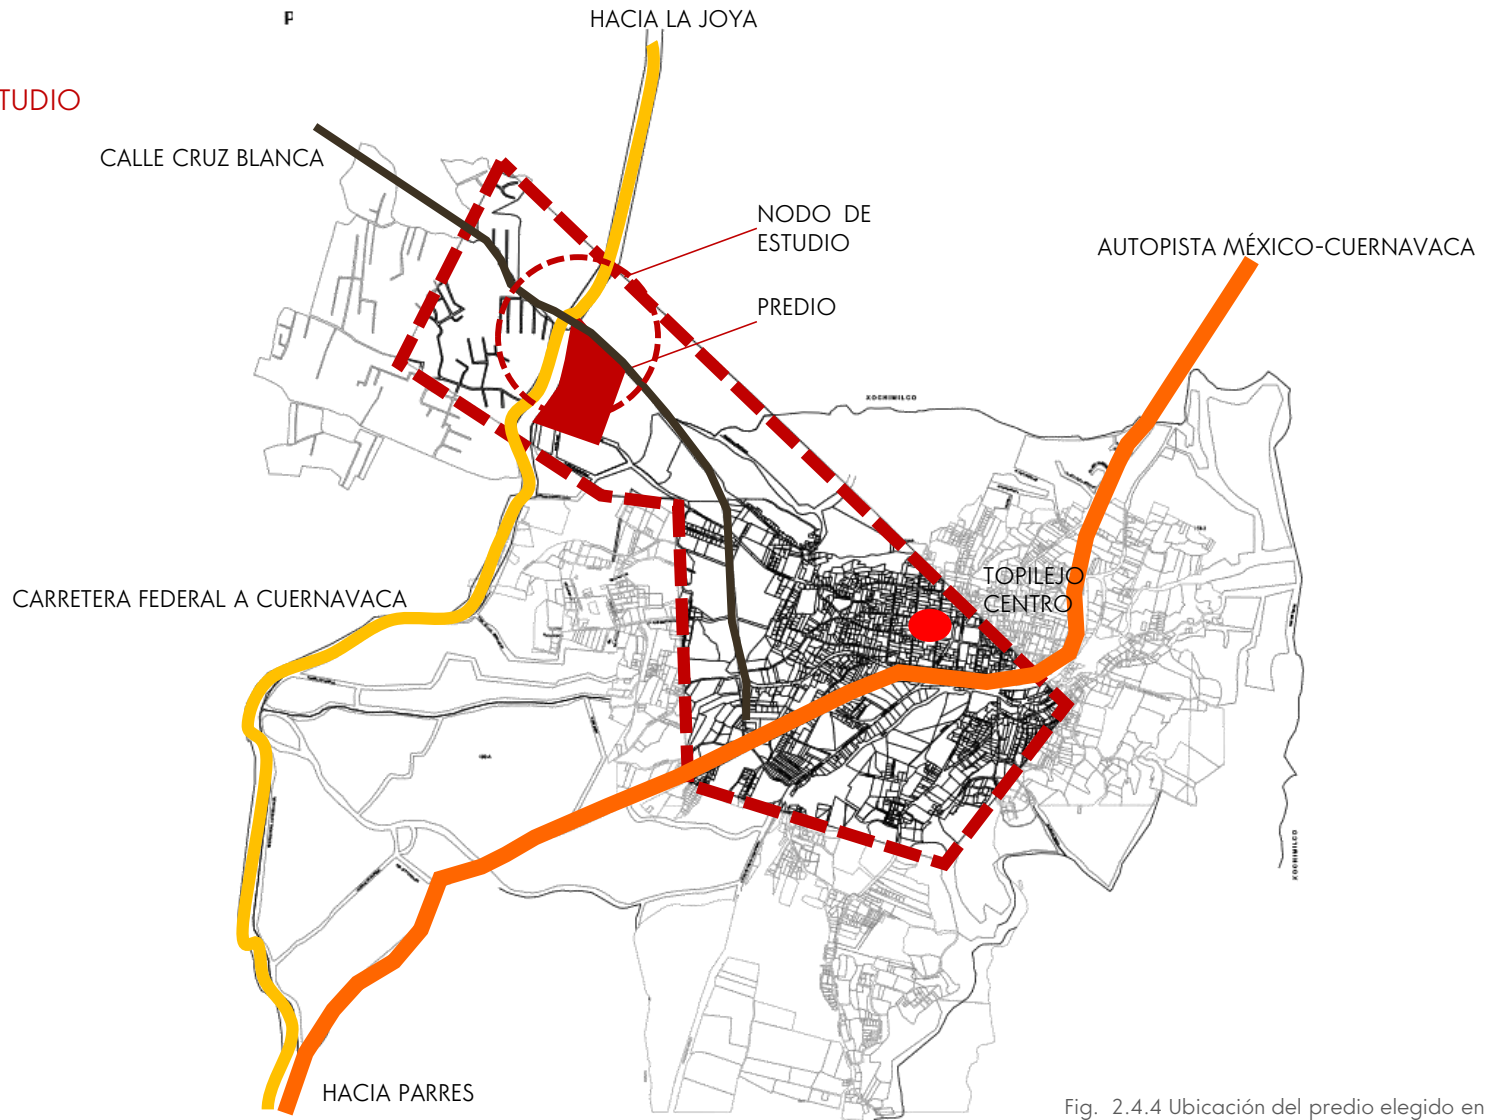 HACIA LA JOYA
TUDIO
CALLE CRUZ BLANCA
NODO DE
ESTUDIO
AUTOPISTA MÉXICO-CUERNAVACA
PREDIO
XOCHIMILCO
TOPILEJO
CENTRO
CARRETERA FEDERAL A CUERNAVACA
XOCHIMILCO
HACIA PARRES
Fig. 2.4.4 Ubicación del predio elegido en